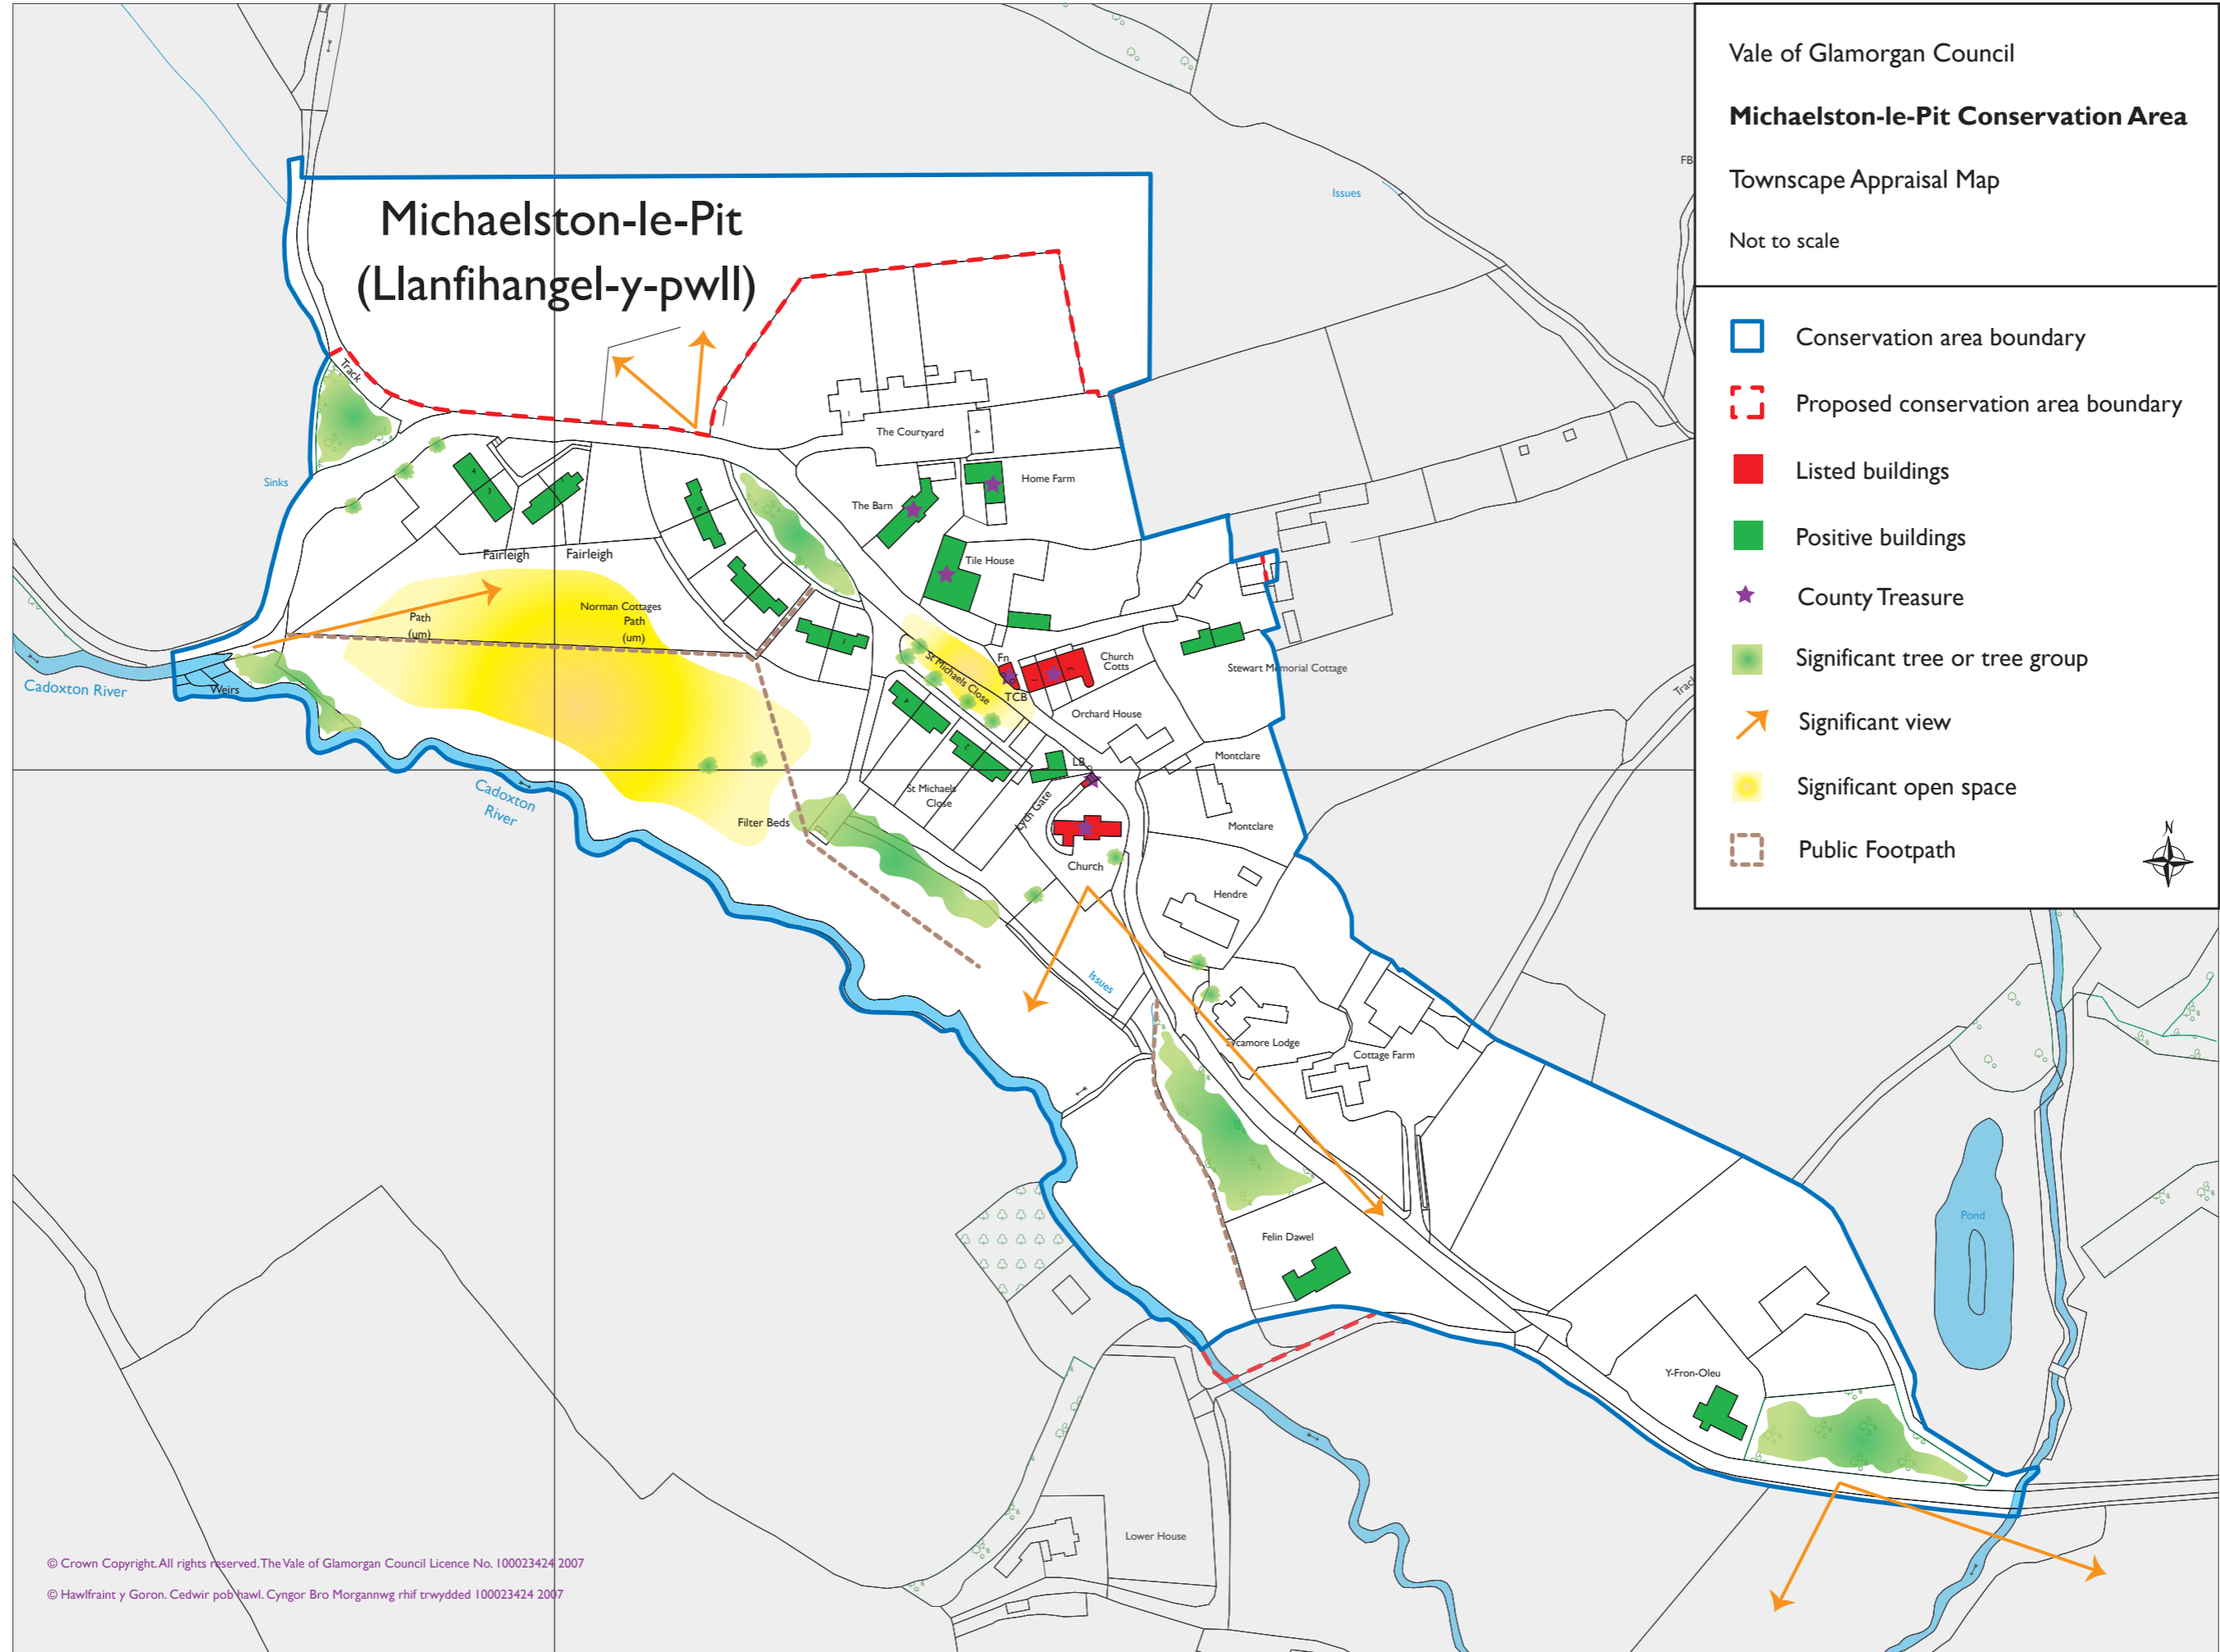 Vale of Glamorgan Council
Michaelston-le-Pit Conservation Area
Townscape Appraisal Map
Not to scale
Conservation area boundary
Proposed conservation area boundary
Listed buildings
Positive buildings
County Treasure
Significant tree or tree group
Significant view
Significant open space
Public Footpath
N
Michaelston-le-Pit
(Llanfihangel-y-pwll)
FB
Issues
Track
Sinks
The Courtyard
4
Home Farm
The Barn
Tile House
4
3
Fairleigh
Fairleigh
6
Norman Cottages
Path
(um)
Path
(um)
1
Cadoxton River
Weirs
Cadoxton
River
St Michaels Close
Fn
TCB
Church
Cotts
Stewart Memorial Cottage
Track
Orchard House
4
2
LB
Montclare
St Michaels
Close
Lych Gate
Filter Beds
Church
Montclare
Hendre
Issues
Sycamore Lodge
Cottage Farm
Felin Dawel
Pond
Y-Fron-Oleu
Lower House
© Crown Copyright. All rights reserved. The Vale of Glamorgan Council Licence No. 100023424 2007
© Hawlfraint y Goron. Cedwir pob hawl. Cyngor Bro Morgannwg rhif trwydded 100023424 2007